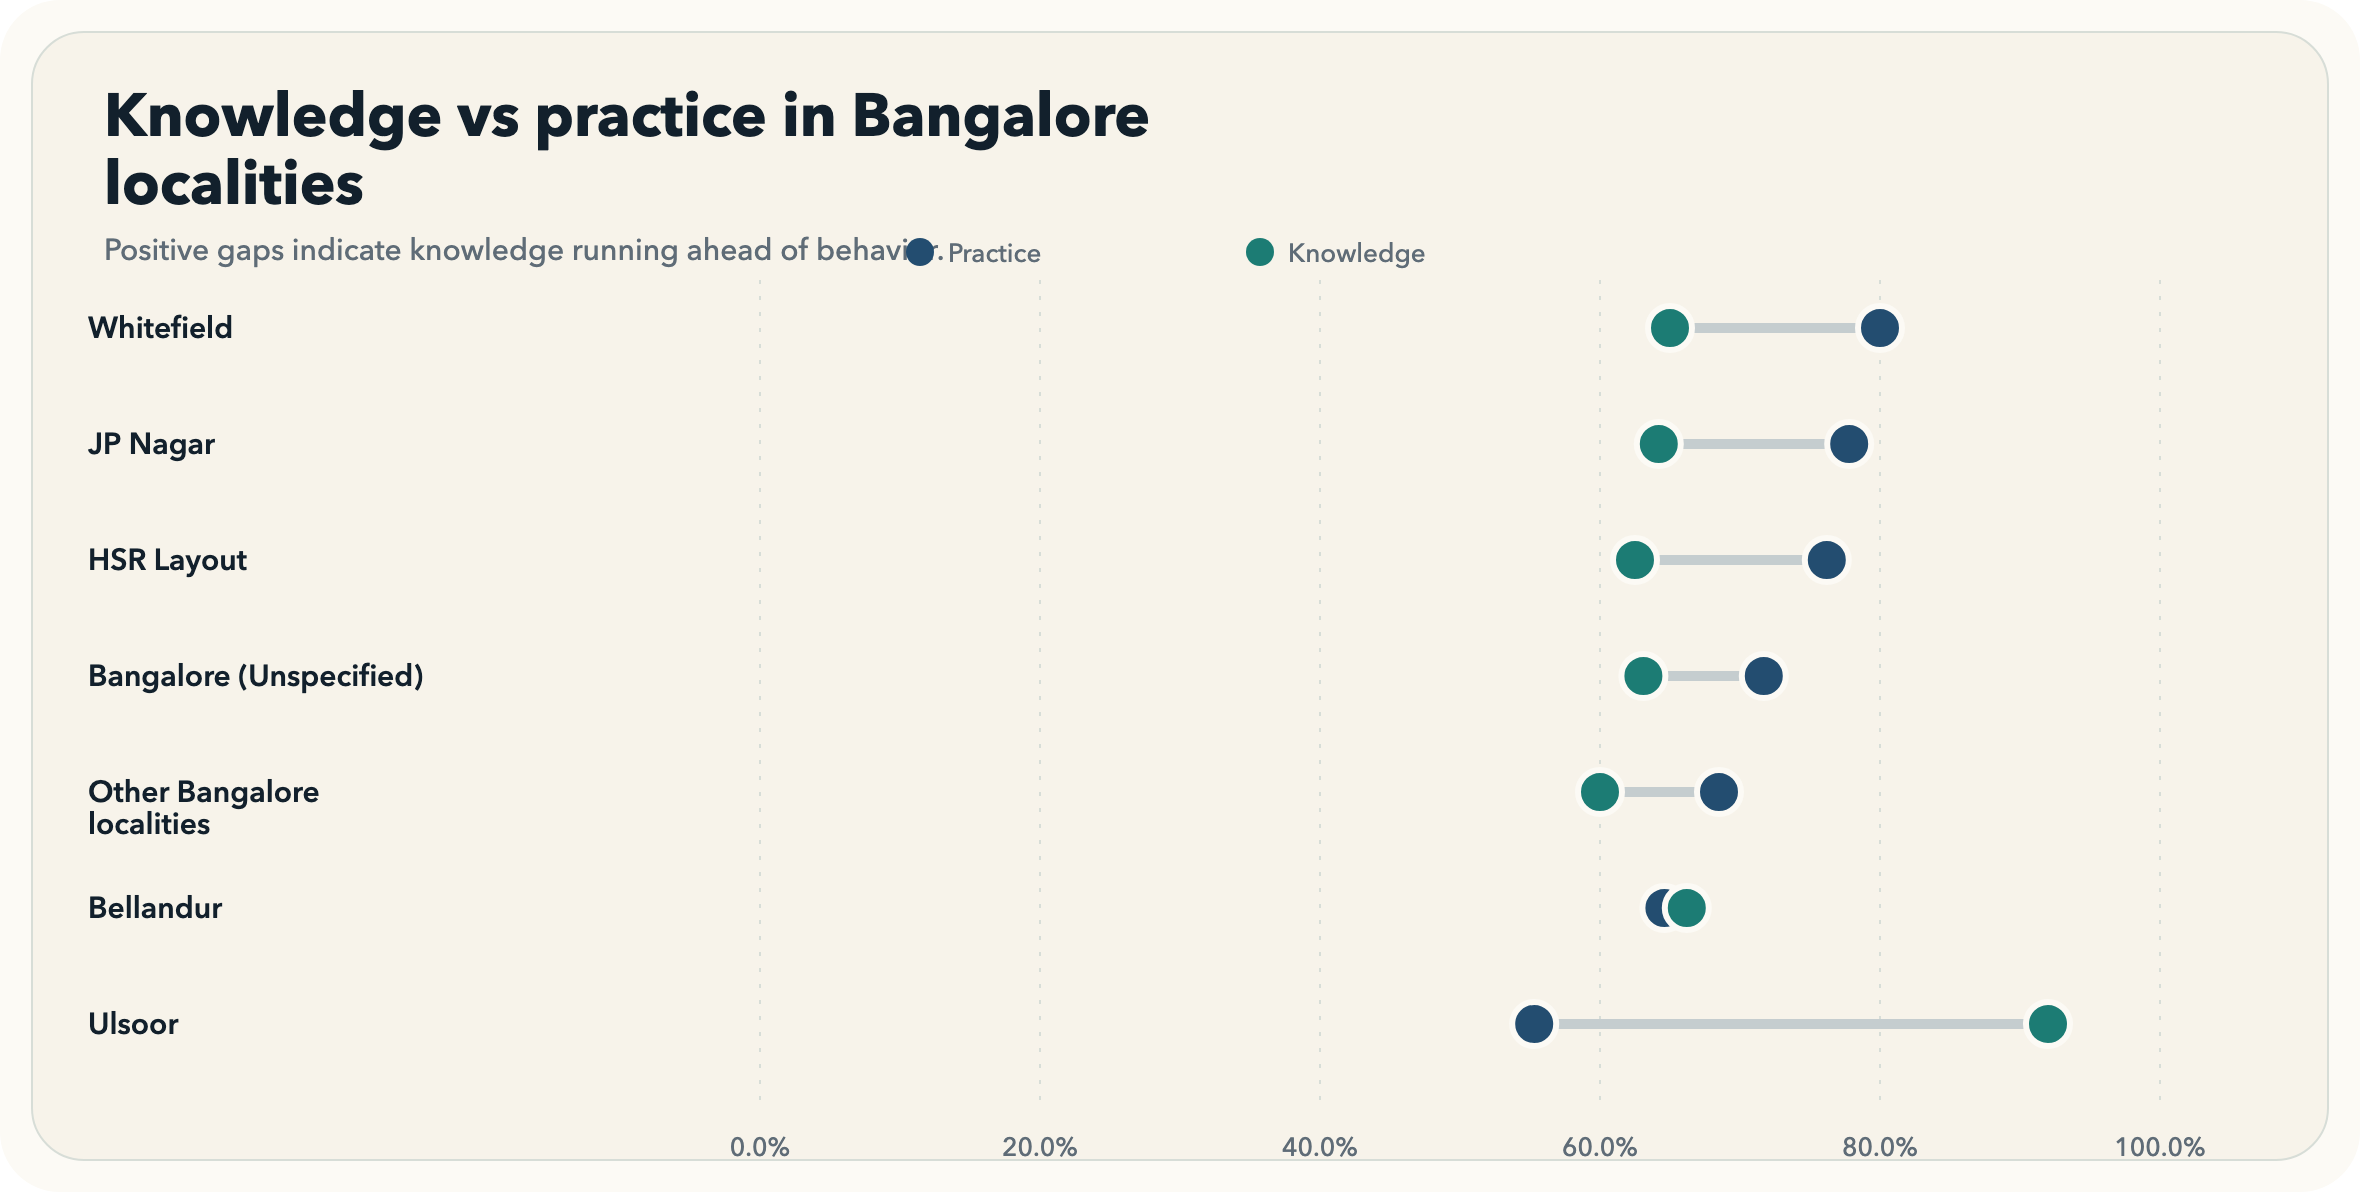 Knowledge vs practice in Bangalore
localities
Positive gaps indicate knowledge running ahead of
Practice
Knowledge
Whitefield
JP Nagar
HSR Layout
Bangalore (Unspecified)
Other Bangalore
localities
Bellandur
Ulsoor
0.0%
20.0%
40.0%
60.0%
80.0%
100.0%